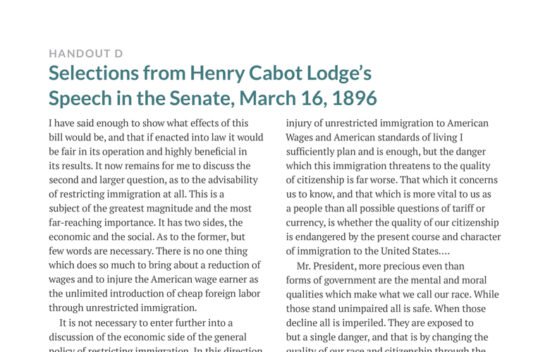 HANDOUT D
Selections from Henry Cabot Lodge's
Speech in the Senate, March 16, 1896
I have said enough to show what effects of this
bill would be, and that if enacted into law it would
be fair in its operation and highly beneficial in
its results. It now remains for me to discuss the
second and larger question, as to the advisability
of restricting immigration at all. This is a
subject of the greatest magnitude and the most
far-reaching importance. It has two sides, the
economic and the social. As to the former, but
few words are necessary. There is no one thing
which does so much to bring about a reduction of
wages and to injure the American wage earner as
the unlimited introduction of cheap foreign labor
through unrestricted immigration.
It is not necessary to enter further into a
discussion of the economic side of the general
policy of restricting immigration. In this direction
injury of unrestricted immigration to American
Wages and American standards of living I
sufficiently plan and is enough, but the danger
which this immigration threatens to the quality
of citizenship is far worse. That which it concerns
us to know, and that which is more vital to us as
a people than all possible questions of tariff or
currency, is whether the quality of our citizenship
is endangered by the present course and character
of immigration to the United States....
Mr. President, more precious even than
forms of government are the mental and moral
qualities which make what we call our race. While
those stand unimpaired all is safe. When those
decline all is imperiled. They are exposed to
but a single danger, and that is by changing the
quality of our race and citizenship through the